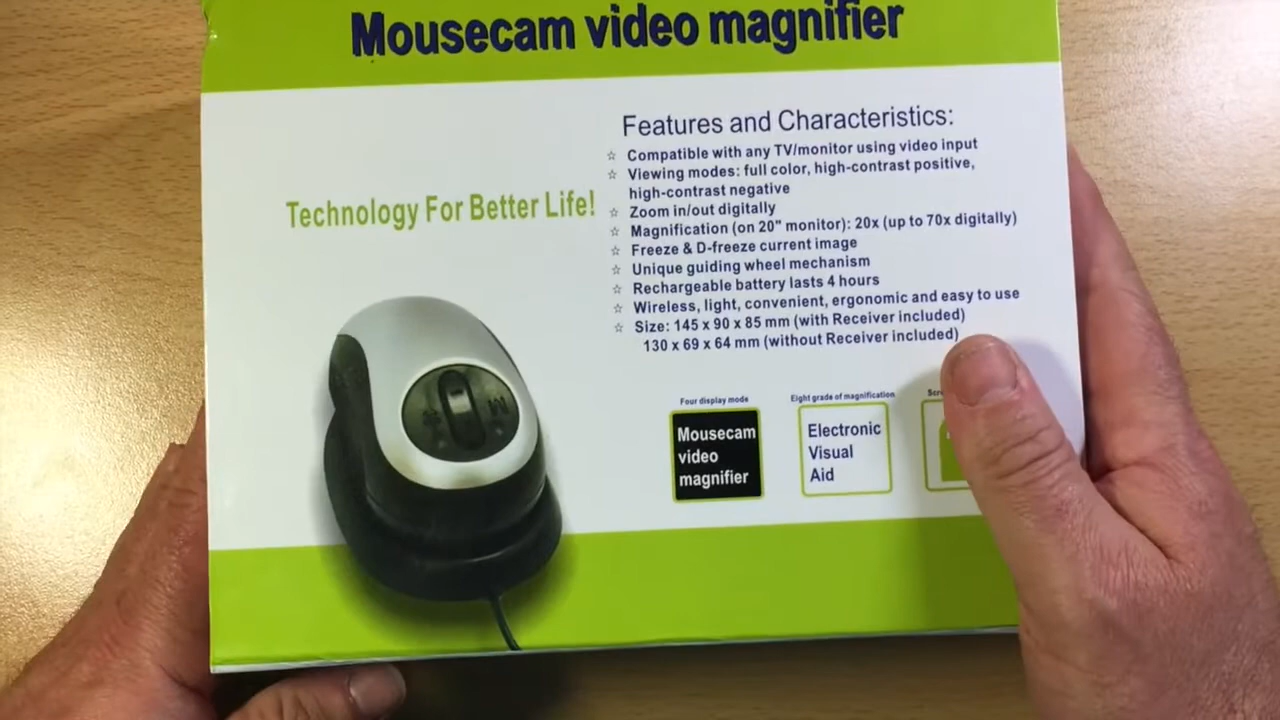 Mousecam video magnifier
Technology For Better Life!
Features and Characteristics:
☆ Compatible with any TV/monitor using video input
☆ Viewing modes: full color, high-contrast positive,
high-contrast negative
☆ Zoom in/out digitally
☆ Magnification (on 20" monitor): 20x (up to 70x digitally)
☆ Freeze & D-freeze current image
☆ Unique guiding wheel mechanism
☆ Rechargeable battery lasts 4 hours
☆ Wireless, light, convenient, ergonomic and easy to use
☆ Size: 145 x 90 x 85 mm (with Receiver included)
130 x 69 x 64 mm (without Receiver included)
Four display mode
Mousecam
video
magnifier
Eight grade of magnification
Electronic
Visual
Aid